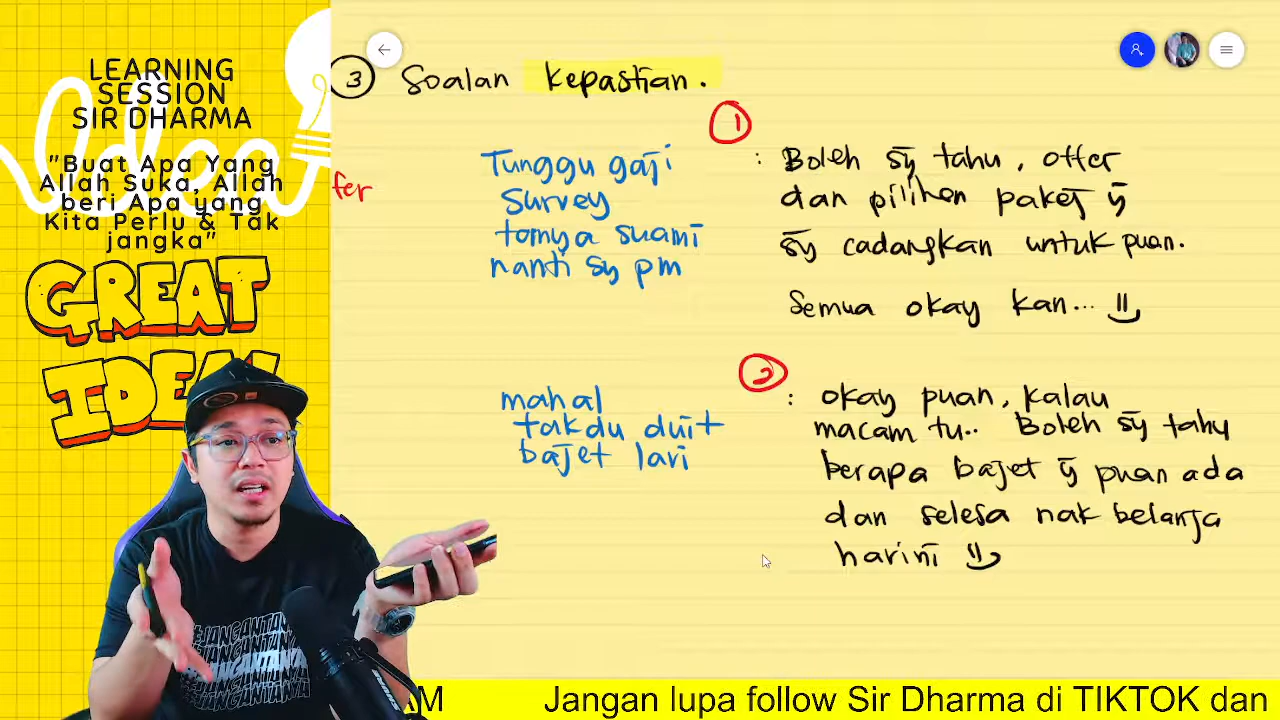 LEARNING
SESSION
SIR DHARMA
"Buat Apa Yang
Allah Suka, Allah
beri Apa yang
Kita Perlu & Tak
jangka"
GREAT
IDEA!
3 Soalan kepastian.
fer
1
Tunggu gaji
survey
tanya suami
nanti sy pm
: Boleh sy tahu, offer
dan pilihan pakej yg
sy cadangkan untuk puan.
Semua okay kan...
2
mahal
takdu duit
bajet lari
: okay puan, kalau
macam tu.. Boleh sy tahu
berapa bajet yg puan ada
dan selesa nak belanja
harini
#JANGANTANYA
AM Jangan lupa follow Sir Dharma di TIKTOK dan